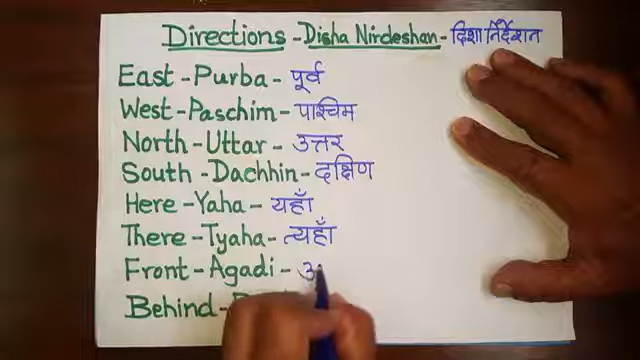 Directions - Disha Nirdeshan - दिशा निर्देशन
East - Purba - पूर्व
West - Paschim - पाश्चिम
North - Uttar - उत्तर
South - Dachhin - दक्षिण
Here - Yaha - यहाँ
There - Tyaha - त्यहाँ
Front - Agadi -
Behind -